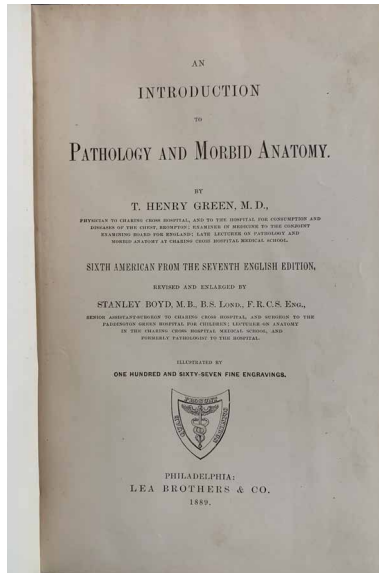 AN
INTRODUCTION
TO
PATHOLOGY AND MORBID ANATOMY.
BY
T. HENRY GREEN, M.D.,
PHYSICIAN TO CHARING CROSS HOSPITAL, AND TO THE HOSPITAL FOR CONSUMPTION AND
DISEASES OF THE CHEST, BROMPTON; EXAMINER IN MEDICINE TO THE CONJOINT
EXAMINING BOARD FOR ENGLAND; LATE LECTURER ON PATHOLOGY AND
MORBID ANATOMY AT CHARING CROSS HOSPITAL MEDICAL SCHOOL.
SIXTH AMERICAN FROM THE SEVENTH ENGLISH EDITION,
REVISED AND ENLARGED BY
STANLEY BOYD, M.B., B.S. LOND., F.R.C.S. ENG.,
SENIOR ASSISTANT-SURGEON TO CHARING CROSS HOSPITAL, AND SURGEON TO THE
PADDINGTON GREEN HOSPITAL FOR CHILDREN; LECTURER ON ANATOMY
IN THE CHARING CROSS HOSPITAL MEDICAL SCHOOL, AND
FORMERLY PATHOLOGIST TO THE HOSPITAL.
ILLUSTRATED BY
ONE HUNDRED AND SIXTY-SEVEN FINE ENGRAVINGS.
PHILADELPHIA:
LEA BROTHERS & CO.
1889.